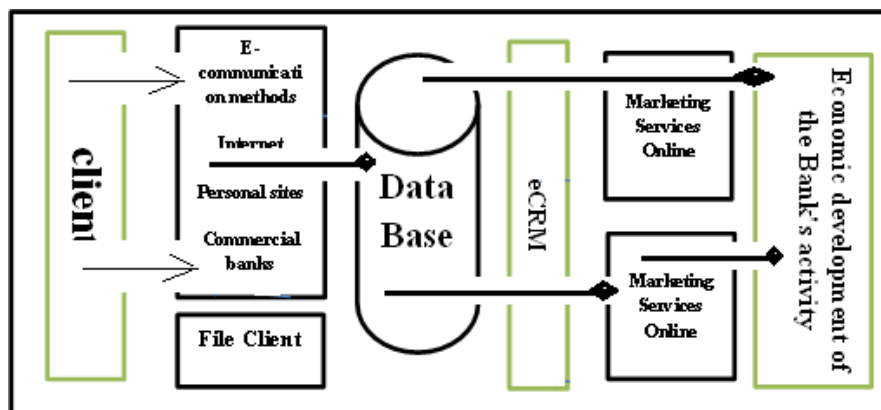 client
E-
communicati
on methods
Internet
Personal sites
Commercial
banks
File Client
Data
Base
eCRM
Marketing
Services
Online
Marketing
Services
Online
Economic development of
the Bank's activity